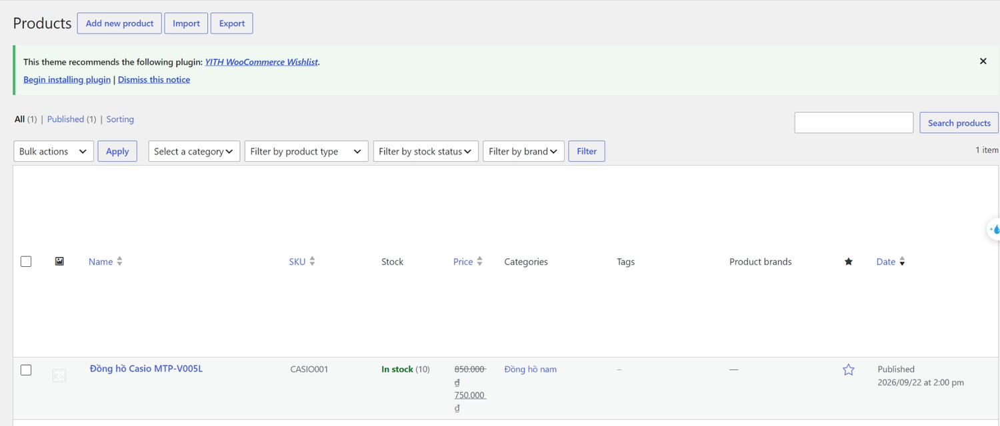 Products Add new product Import Export
This theme recommends the following plugin: YITH WooCommerce Wishlist.
Begin installing plugin | Dismiss this notice
All (1) | Published (1) | Sorting
Search products
Bulk actions Apply Select a category Filter by product type Filter by stock status Filter by brand Filter 1 item
Name SKU Stock Price Categories Tags Product brands Date
Đồng hồ Casio MTP-V005L CASIO001 In stock (10) 850.000 Đồng hồ nam – — Published
₫ 2026/09/22 at 2:00 pm
750.000
₫